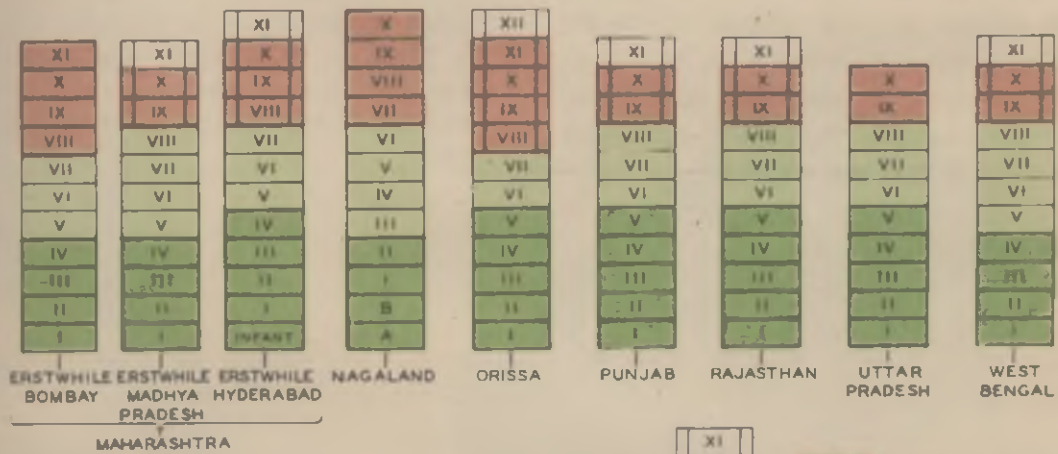 XI
X
IX
VIII
VII
VI
V
IV
III
II
I
ERSTWHILE
BOMBAY
XI
X
IX
VIII
VII
VI
V
IV
III
II
I
ERSTWHILE
MADHYA
PRADESH
XI
X
IX
VIII
VII
VI
V
IV
III
II
I
INFANT
ERSTWHILE
HYDERABAD
MAHARASHTRA
X
IX
VIII
VII
VI
V
IV
III
II
I
B
A
NAGALAND
XII
XI
X
IX
VIII
VII
VI
V
IV
III
II
I
ORISSA
XI
X
IX
VIII
VII
VI
V
IV
III
II
I
PUNJAB
XI
X
IX
VIII
VII
VI
V
IV
III
II
I
RAJASTHAN
X
IX
VIII
VII
VI
V
IV
III
II
I
UTTAR
PRADESH
XI
X
IX
VIII
VII
VI
V
IV
III
II
I
WEST
BENGAL
XI